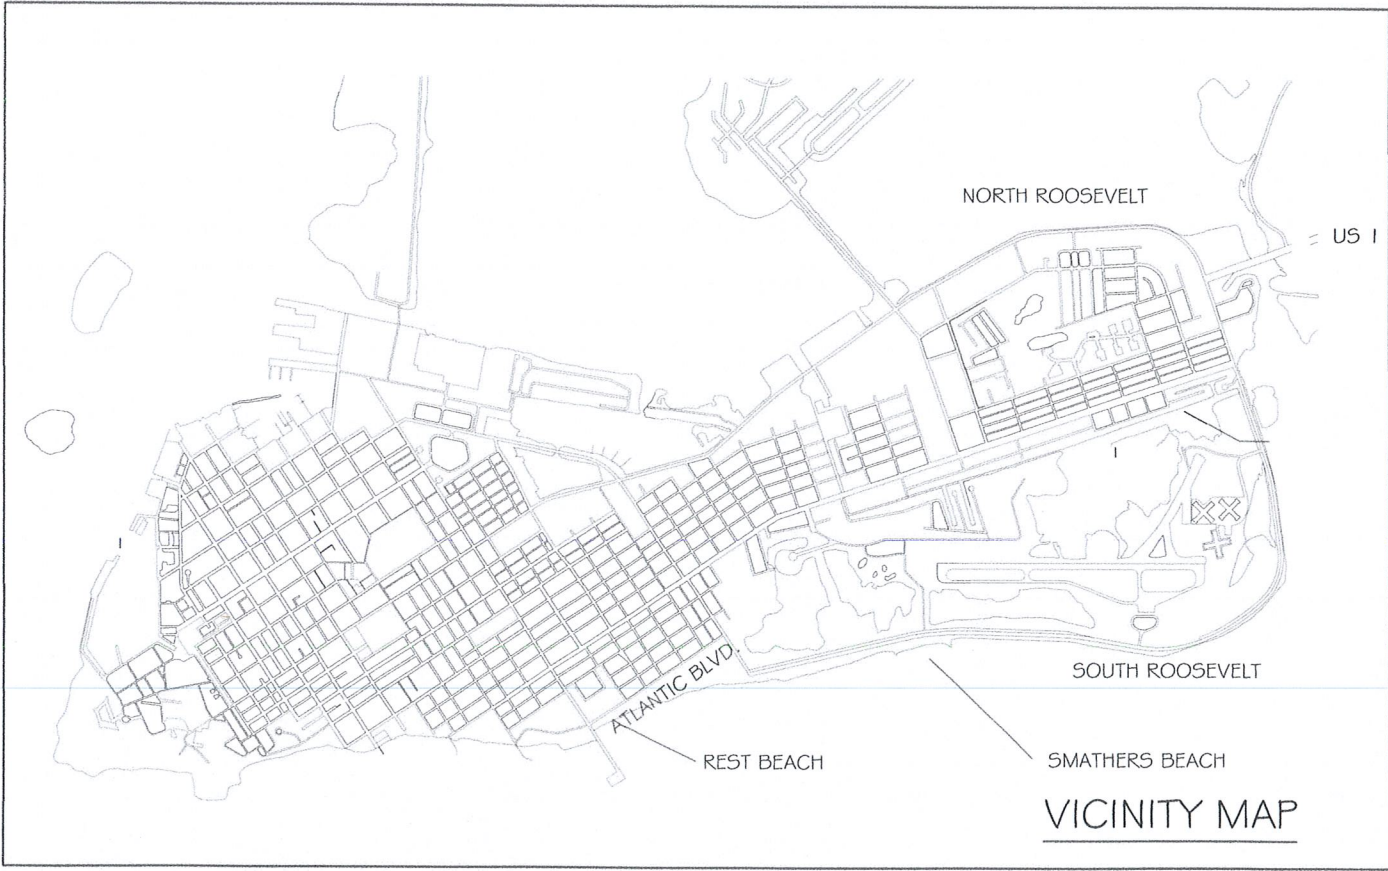 NORTH ROOSEVELT
US 1
ATLANTIC BLVD.
SOUTH ROOSEVELT
REST BEACH
SMATHERS BEACH
VICINITY MAP